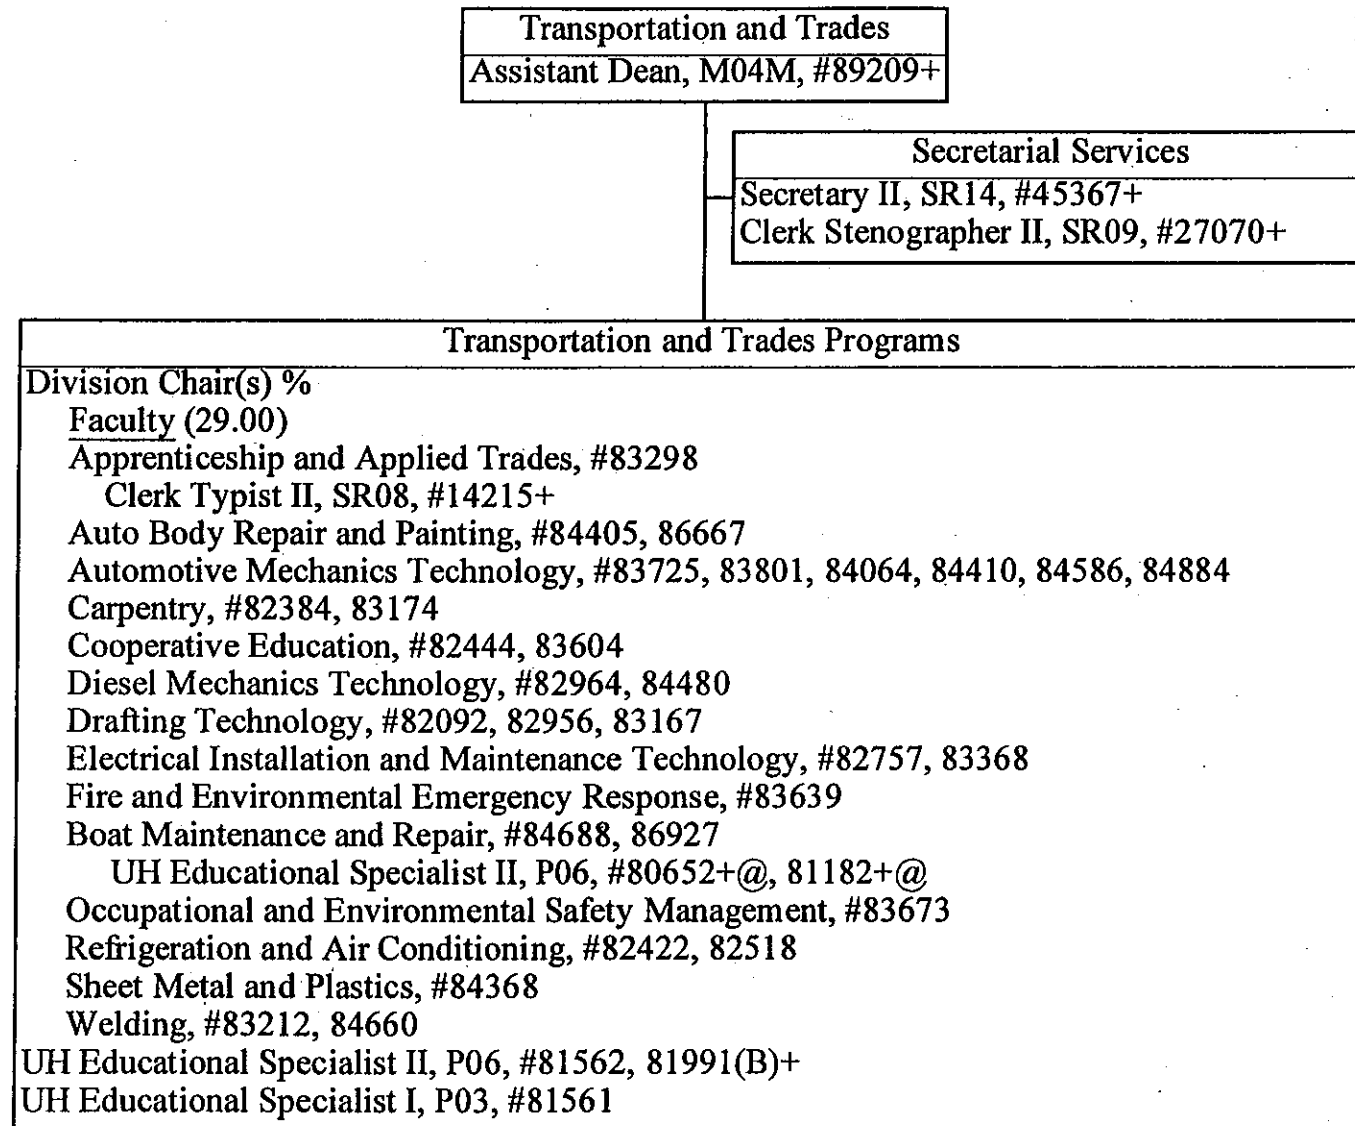 Transportation and Trades
Assistant Dean, M04M, #89209+
Secretarial Services
Secretary II, SR14, #45367+
Clerk Stenographer II, SR09, #27070+
Transportation and Trades Programs
Division Chair(s) %
Faculty (29.00)
Apprenticeship and Applied Trades, #83298
Clerk Typist II, SR08, #14215+
Auto Body Repair and Painting, #84405, 86667
Automotive Mechanics Technology, #83725, 83801, 84064, 84410, 84586, 84884
Carpentry, #82384, 83174
Cooperative Education, #82444, 83604
Diesel Mechanics Technology, #82964, 84480
Drafting Technology, #82092, 82956, 83167
Electrical Installation and Maintenance Technology, #82757, 83368
Fire and Environmental Emergency Response, #83639
Boat Maintenance and Repair, #84688, 86927
UH Educational Specialist II, P06, #80652+@, 81182+@
Occupational and Environmental Safety Management, #83673
Refrigeration and Air Conditioning, #82422, 82518
Sheet Metal and Plastics, #84368
Welding, #83212, 84660
UH Educational Specialist II, P06, #81562, 81991(B)+
UH Educational Specialist I, P03, #81561